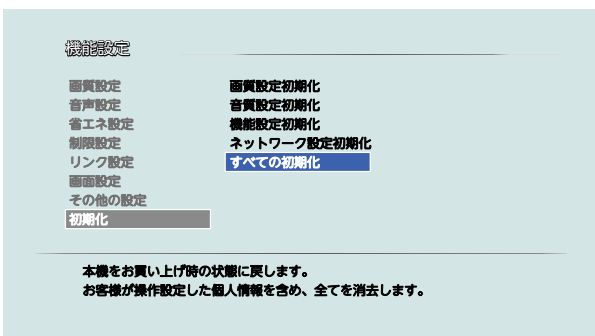 機能設定
画質設定
音声設定
省エネ設定
制限設定
リンク設定
画面設定
その他の設定
初期化
画質設定初期化
音質設定初期化
機能設定初期化
ネットワーク設定初期化
すべての初期化
本機をお買い上げ時の状態に戻します。
お客様が操作設定した個人情報を含め、全てを消去します。